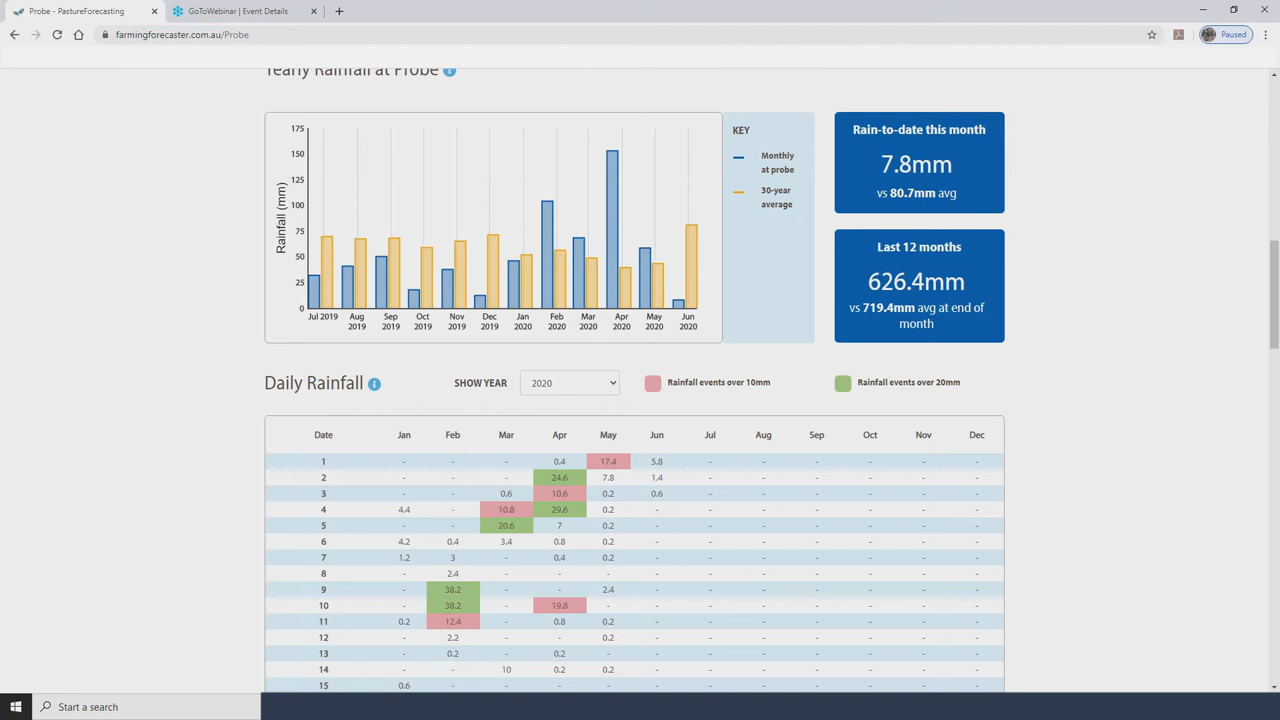 Probe - PastureForecasting
GoToWebinar | Event Details
farmingforecaster.com.au/Probe
Paused
Yearly Rainfall at Probe
Rainfall (mm)
175
150
125
100
75
50
25
0
Jul 2019 Aug 2019 Sep 2019 Oct 2019 Nov 2019 Dec 2019 Jan 2020 Feb 2020 Mar 2020 Apr 2020 May 2020 Jun 2020
KEY
Monthly
at probe
30-year
average
Rain-to-date this month
7.8mm
vs 80.7mm avg
Last 12 months
626.4mm
vs 719.4mm avg at end of
month
Daily Rainfall SHOW YEAR 2020 Rainfall events over 10mm Rainfall events over 20mm
Date Jan Feb Mar Apr May Jun Jul Aug Sep Oct Nov Dec
1 - - - 0.4 17.4 5.8 - - - - - -
2 - - - 24.6 7.8 1.4 - - - - - -
3 - - 0.6 10.6 0.2 0.6 - - - - - -
4 4.4 - 10.8 29.6 0.2 - - - - - - -
5 - - 20.6 7 0.2 - - - - - - -
6 4.2 0.4 3.4 0.8 0.2 - - - - - - -
7 1.2 3 - 0.4 0.2 - - - - - - -
8 - 2.4 - - - - - - - - - -
9 - 38.2 - - 2.4 - - - - - - -
10 - 38.2 - 19.8 - - - - - - - -
11 0.2 12.4 - 0.8 0.2 - - - - - - -
12 - 2.2 - - 0.2 - - - - - - -
13 - 0.2 - 0.2 - - - - - - - -
14 - - 10 0.2 0.2 - - - - - - -
15 0.6 - - - - - - - - - - -
Start a search